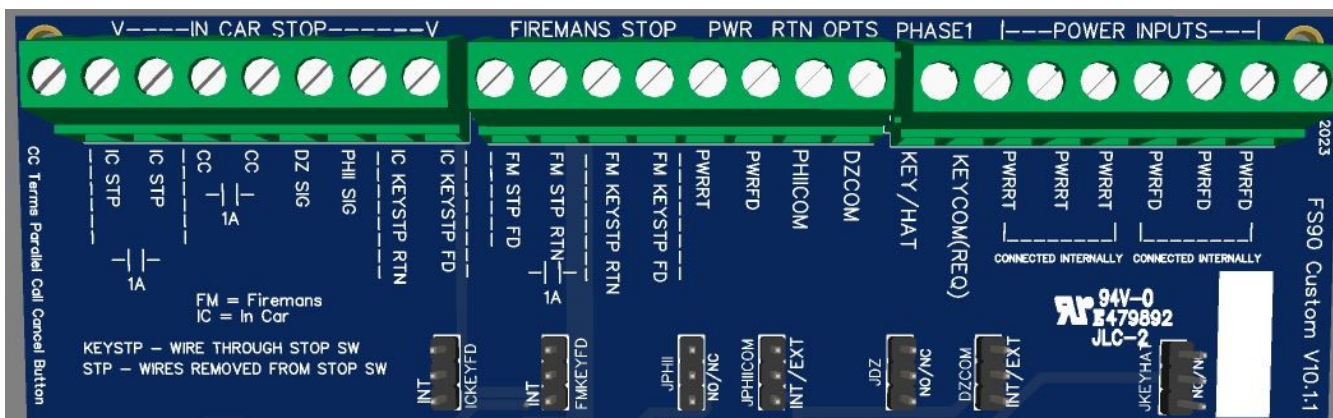 V----IN CAR STOP------V FIREMANS STOP PWR RTN OPTS PHASE1 |---POWER INPUTS---|
IC STP
IC STP
CC
CC
DZ SIG
PHII SIG
IC KEYSTP RTN
IC KEYSTP FD
FM STP FD
FM STP RTN
FM KEYSTP RTN
FM KEYSTP FD
PWRRT
PWRFD
PHIICOM
DZCOM
KEY/HAT
KEYCOM(REQ)
PWRRT
PWRRT
PWRRT
PWRFD
PWRFD
PWRFD
1A
1A
1A
CONNECTED INTERNALLY CONNECTED INTERNALLY
2023
FS90 Custom V10.1.1
CC Terms Parallel Call Cancel Button
FM = Firemans
IC = In Car
KEYSTP - WIRE THROUGH STOP SW
STP - WIRES REMOVED FROM STOP SW
94V-0
E479892
JLC-2
INT
ICKEYFD
INT
FMKEYFD
JPHII
NO/NC
JPHIICOM
INT/EXT
JDZ
NO/NC
DZCOM
INT/EXT
JKEYHA
NO/NC